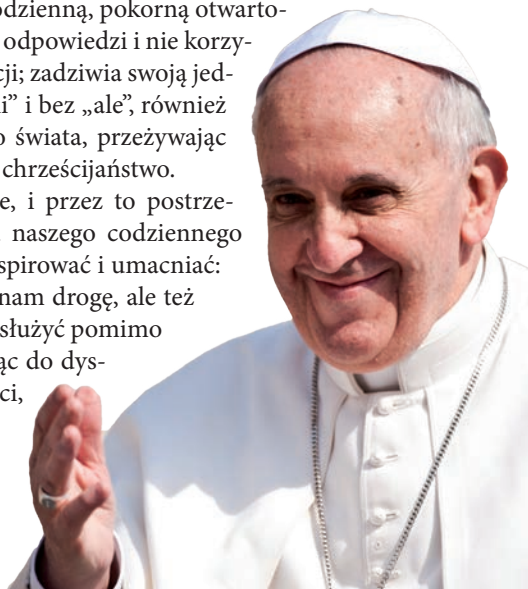 odzienną, pokorną otwarto-
odpowiedzi i nie korzy-
cji; zadziwia swoją jed-
i” i bez „ale”, również
o świata, przeżywając
chrześcijaństwo.
e, i przez to postrze-
naszego codziennego
spirować i umacniać:
nam drogę, ale też
służyć pomimo
ąc do dys-
ci,